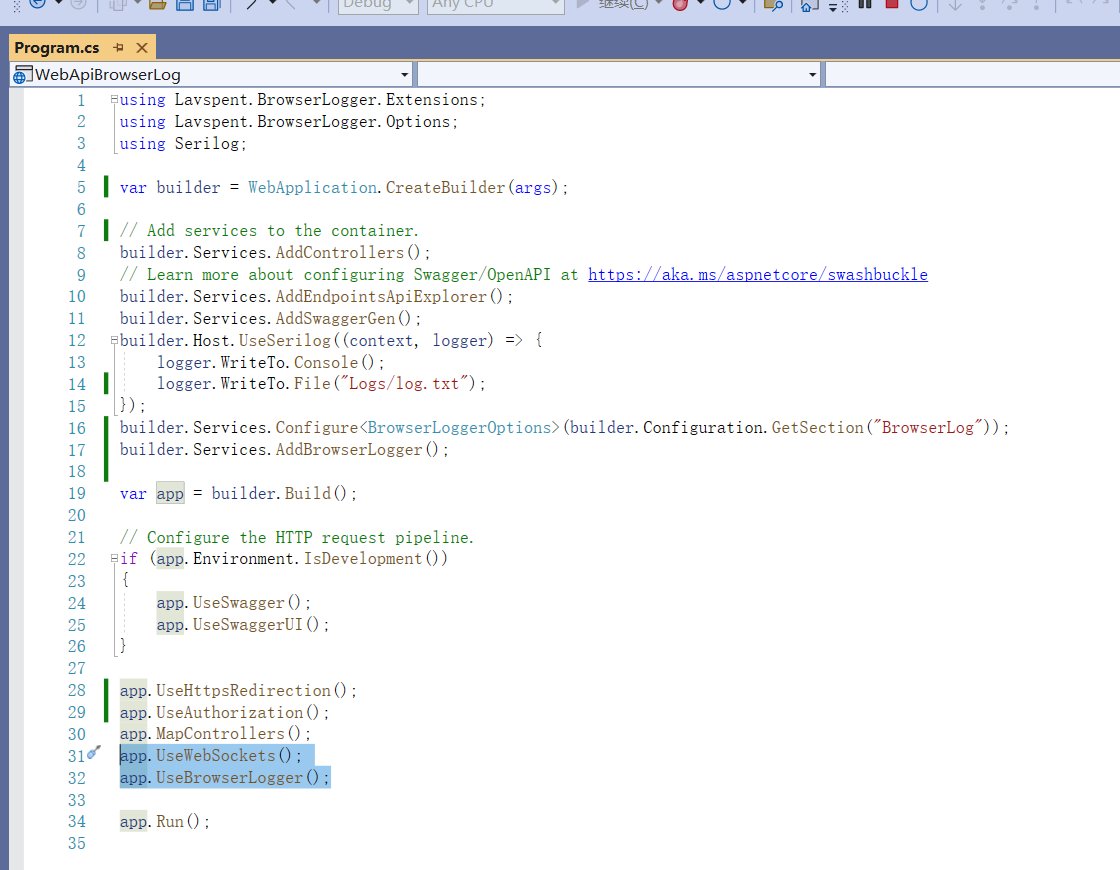 Debug
Any CPU
继续(C)
Program.cs
WebApiBrowserLog
1 using Lavspent.BrowserLogger.Extensions;
2 using Lavspent.BrowserLogger.Options;
3 using Serilog;
4
5 var builder = WebApplication.CreateBuilder(args);
6
7 // Add services to the container.
8 builder.Services.AddControllers();
9 // Learn more about configuring Swagger/OpenAPI at https://aka.ms/aspnetcore/swashbuckle
10 builder.Services.AddEndpointsApiExplorer();
11 builder.Services.AddSwaggerGen();
12 builder.Host.UseSerilog((context, logger) => {
13     logger.WriteTo.Console();
14     logger.WriteTo.File("Logs/log.txt");
15 });
16 builder.Services.Configure<BrowserLoggerOptions>(builder.Configuration.GetSection("BrowserLog"));
17 builder.Services.AddBrowserLogger();
18
19 var app = builder.Build();
20
21 // Configure the HTTP request pipeline.
22 if (app.Environment.IsDevelopment())
23 {
24     app.UseSwagger();
25     app.UseSwaggerUI();
26 }
27
28 app.UseHttpsRedirection();
29 app.UseAuthorization();
30 app.MapControllers();
31 app.UseWebSockets();
32 app.UseBrowserLogger();
33
34 app.Run();
35